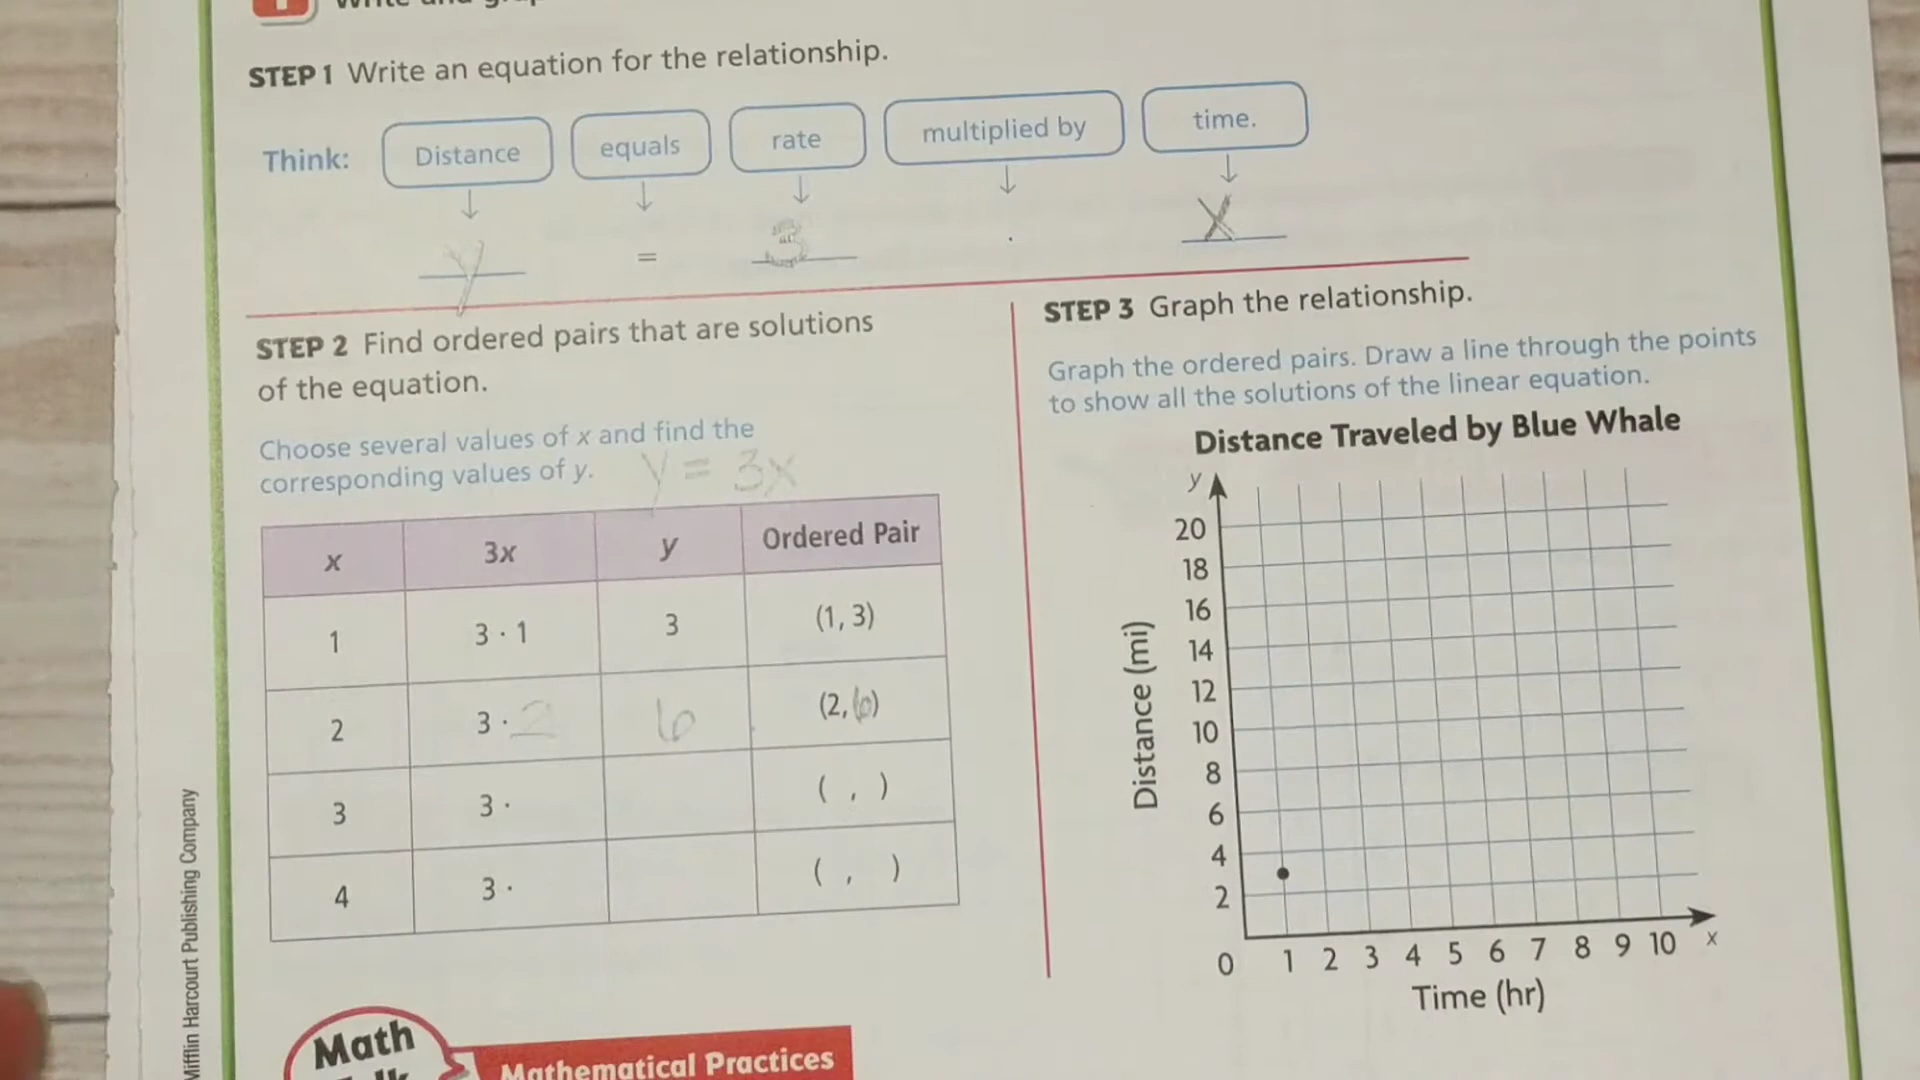 STEP 1 Write an equation for the relationship.
Think: Distance equals rate multiplied by time.
y = 3 · x
STEP 2 Find ordered pairs that are solutions
of the equation.
Choose several values of x and find the
corresponding values of y. y = 3x
x 3x y Ordered Pair
1 3 · 1 3 (1, 3)
2 3 · 2 6 (2, 6)
3 3 · ( , )
4 3 · ( , )
STEP 3 Graph the relationship.
Graph the ordered pairs. Draw a line through the points
to show all the solutions of the linear equation.
Distance Traveled by Blue Whale
y
20
18
16
14
12
10
8
6
4
2
0 1 2 3 4 5 6 7 8 9 10 x
Distance (mi)
Time (hr)
Mifflin Harcourt Publishing Company
Math
Mathematical Practices